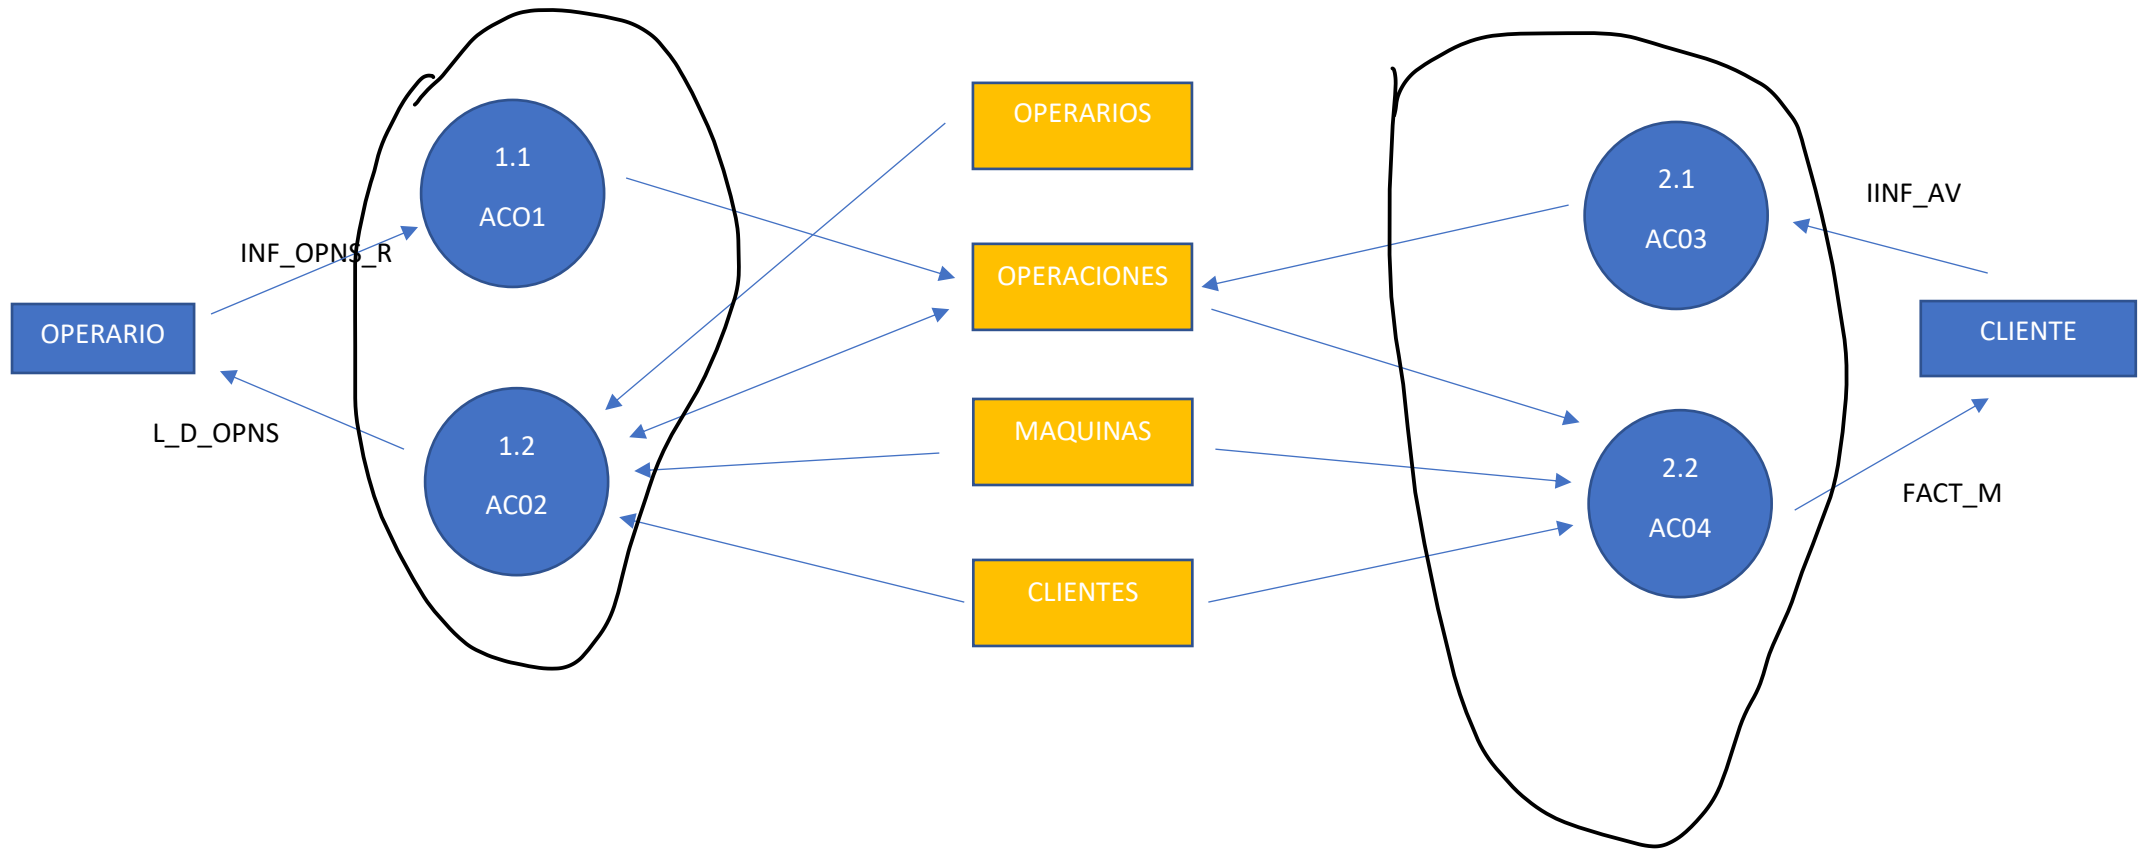 OPERARIOS
1.1
ACO1
2.1
AC03
IINF_AV
INF_OPNS_R
OPERACIONES
OPERARIO
CLIENTE
L_D_OPNS
1.2
AC02
MAQUINAS
2.2
AC04
FACT_M
CLIENTES